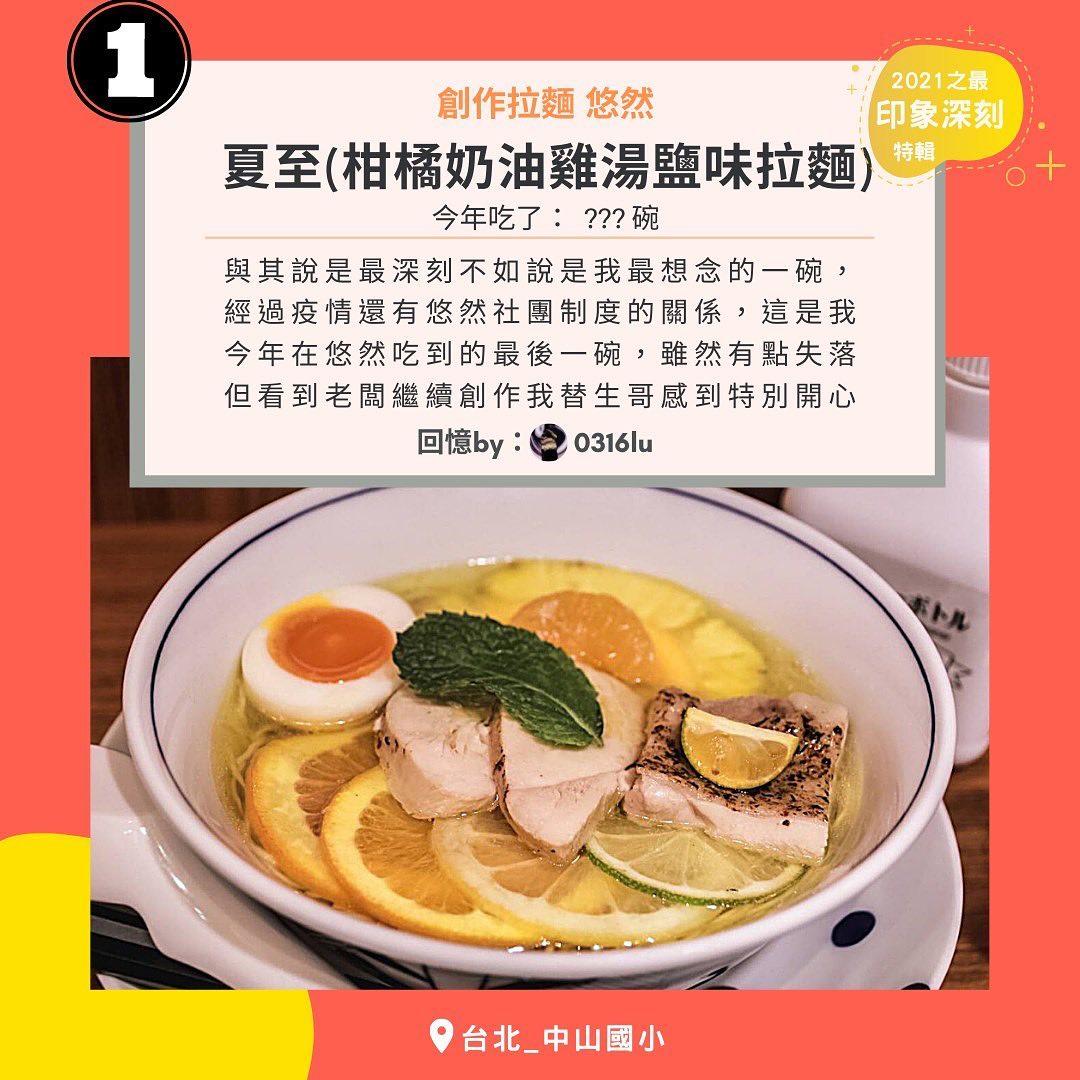 1
2021之最
印象深刻
特輯
創作拉麵 悠然
夏至(柑橘奶油雞湯鹽味拉麵)
今年吃了： ??? 碗
與其說是最深刻不如說是我最想念的一碗，
經過疫情還有悠然社團制度的關係，這是我
今年在悠然吃到的最後一碗，雖然有點失落
但看到老闆繼續創作我替生哥感到特別開心
回憶by：0316lu
ボトル
台北_中山國小